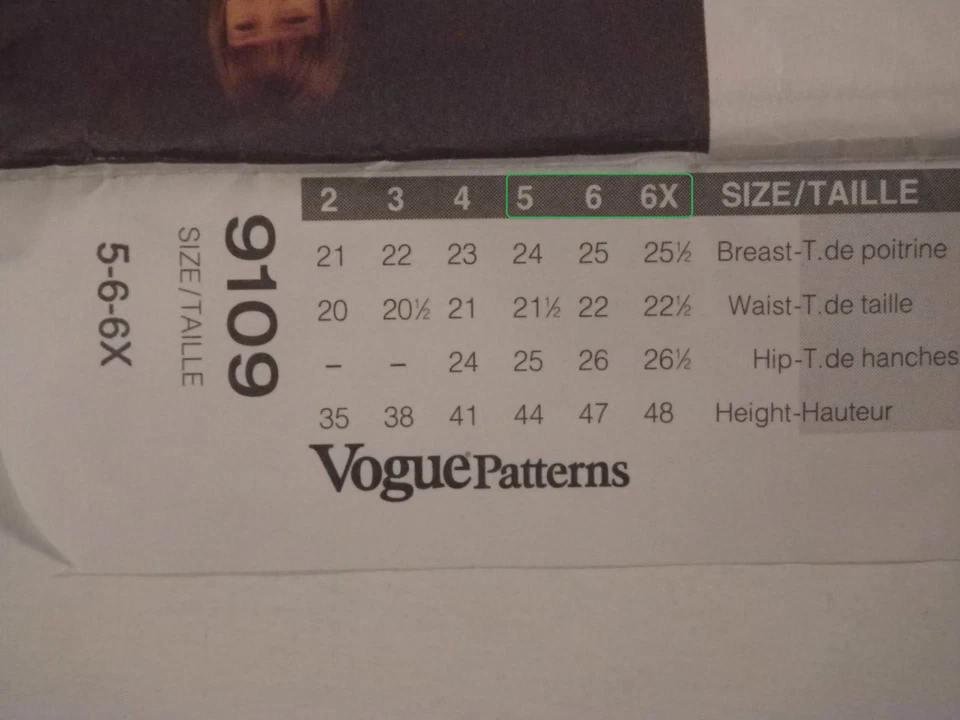 2 3 4 5 6 6X SIZE/TAILLE
21 22 23 24 25 25½ Breast-T.de poitrine
20 20½ 21 21½ 22 22½ Waist-T.de taille
– – 24 25 26 26½ Hip-T.de hanches
35 38 41 44 47 48 Height-Hauteur
Vogue Patterns
9109
SIZE/TAILLE
5-6-6X